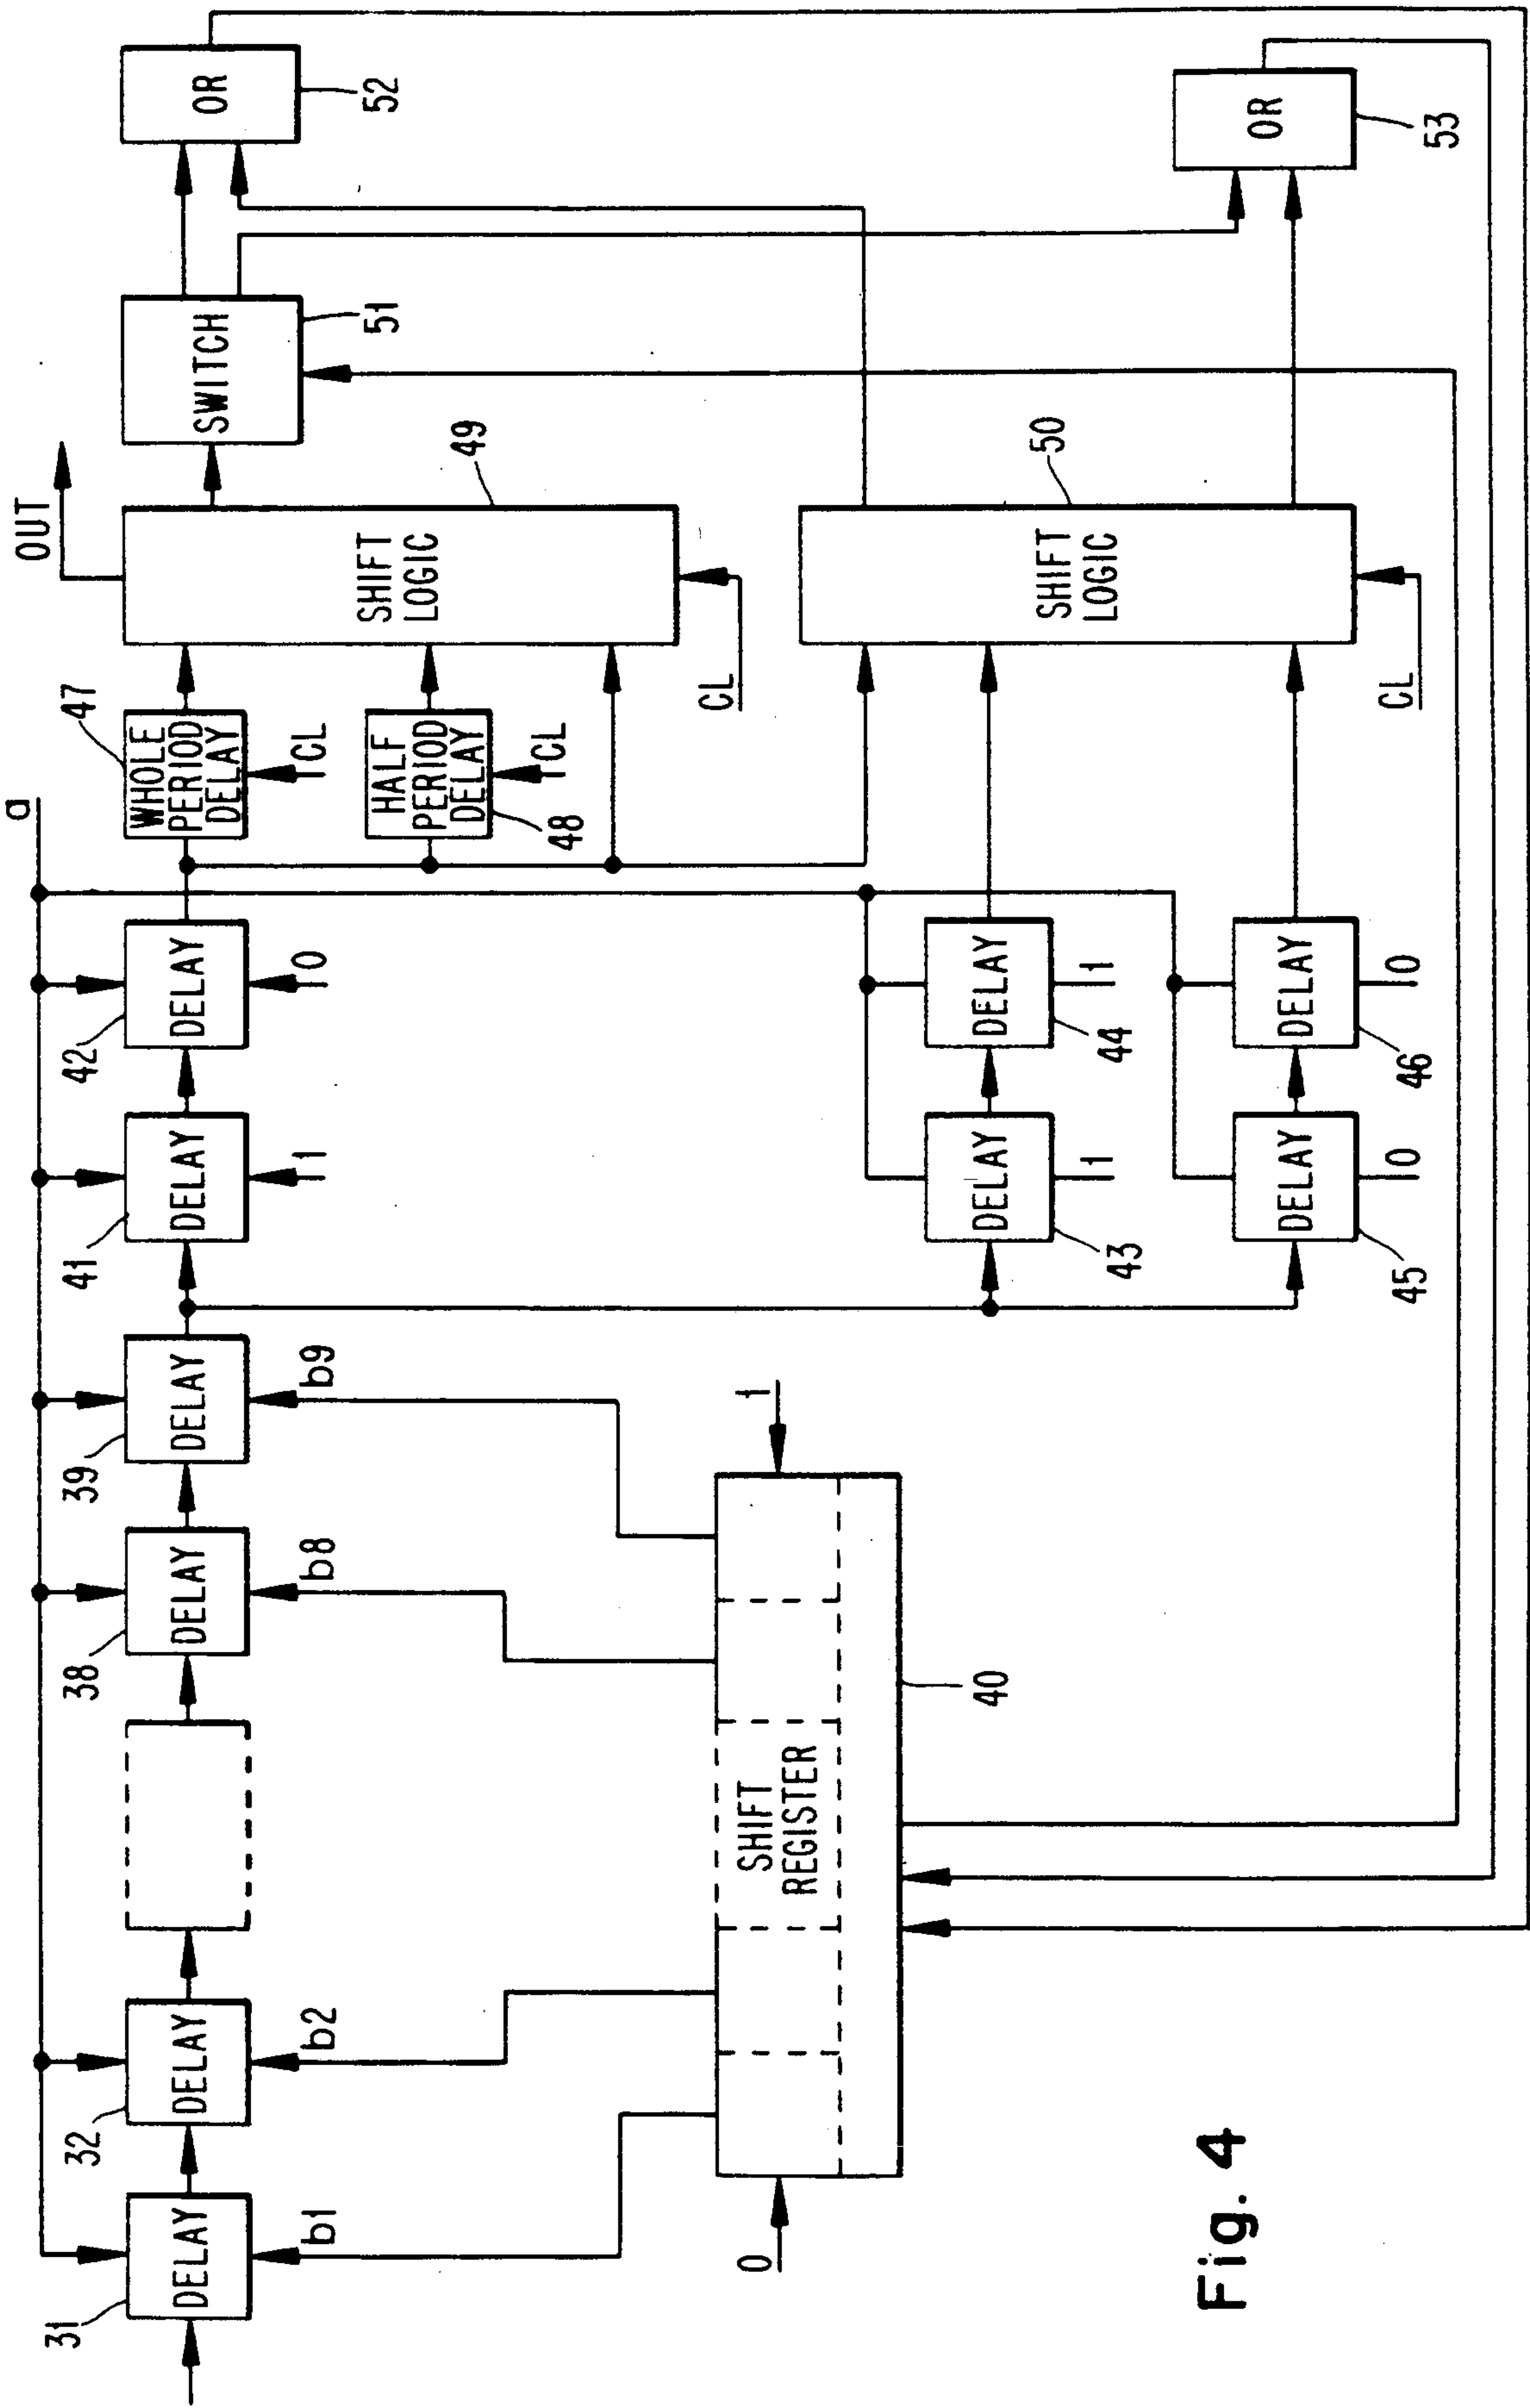 OUT
a
WHOLE
PERIOD
DELAY
47
CL
HALF
PERIOD
DELAY
48
CL
SHIFT
LOGIC
49
CL
SWITCH
51
OR
52
OR
53
DELAY
31
b1
DELAY
32
b2
DELAY
38
b8
DELAY
39
b9
DELAY
41
1
DELAY
42
0
DELAY
43
1
DELAY
44
1
DELAY
45
0
DELAY
46
0
SHIFT
LOGIC
50
CL
0
SHIFT
REGISTER
1
40
Fig. 4